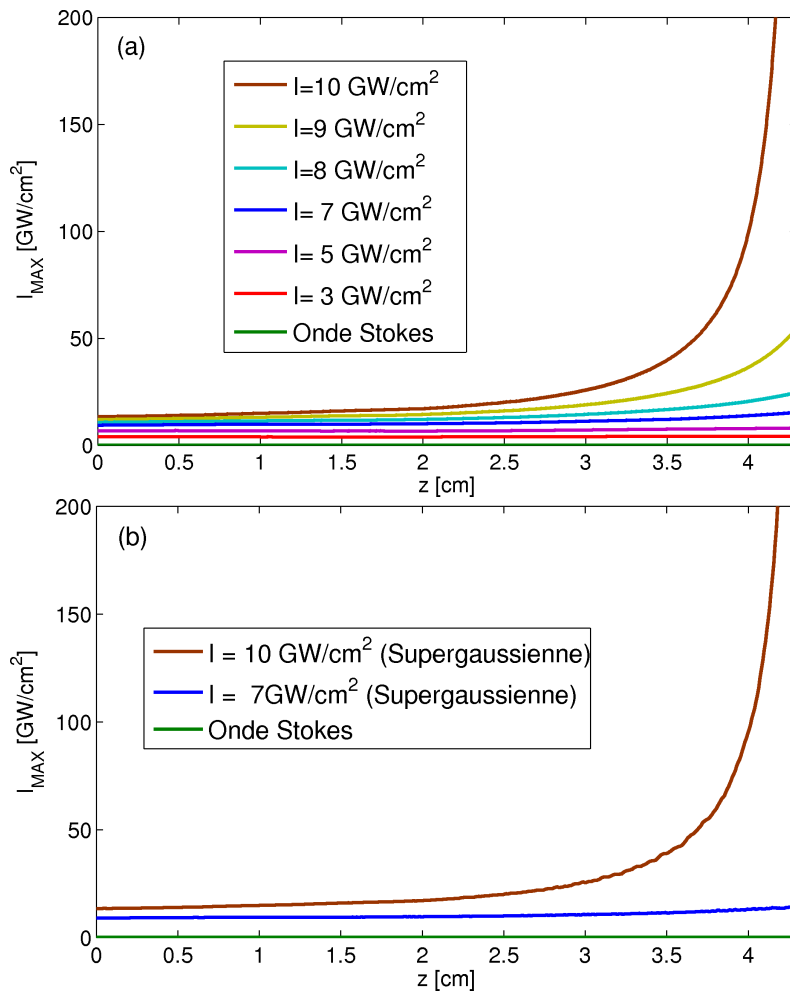 (a)
200
150
100
50
0
I_MAX [GW/cm²]
I=10 GW/cm²
I=9 GW/cm²
I=8 GW/cm²
I= 7 GW/cm²
I= 5 GW/cm²
I= 3 GW/cm²
Onde Stokes
0 0.5 1 1.5 2 2.5 3 3.5 4
z [cm]
(b)
200
150
100
50
0
I_MAX [GW/cm²]
I = 10 GW/cm² (Supergaussienne)
I = 7GW/cm² (Supergaussienne)
Onde Stokes
0 0.5 1 1.5 2 2.5 3 3.5 4
z [cm]